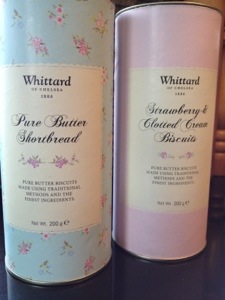 Whittard
OF CHELSEA
1886
Pure Butter
Shortbread
PURE BUTTER BISCUITS
MADE USING TRADITIONAL
METHODS AND THE
FINEST INGREDIENTS
Net Wt. 200 g e
Whittard
OF CHELSEA
1886
Strawberry &
Clotted Cream
Biscuits
PURE BUTTER BISCUITS
MADE USING TRADITIONAL
METHODS AND THE
FINEST INGREDIENTS
Net Wt. 200 g e